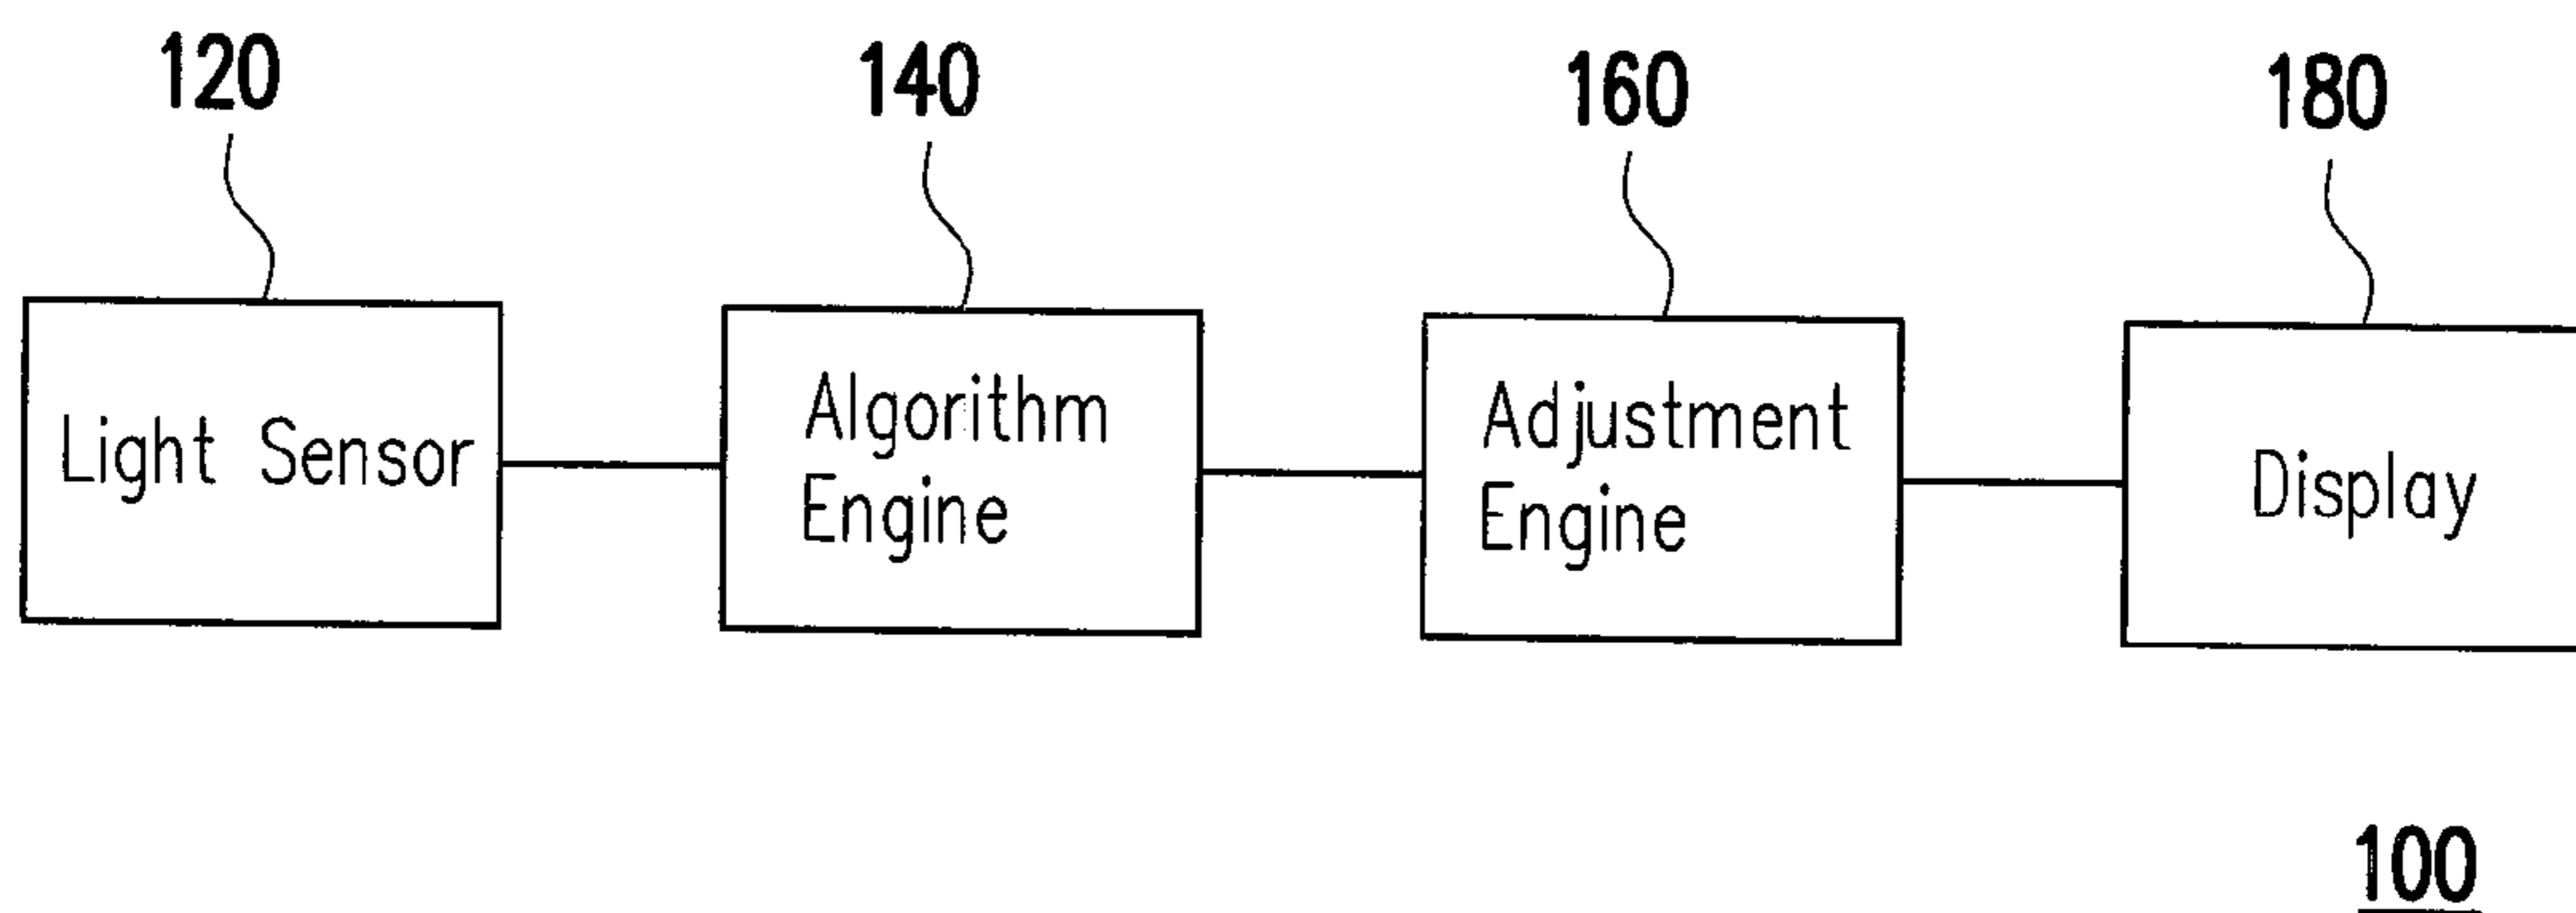 120
140
160
180
Light Sensor
Algorithm
Engine
Adjustment
Engine
Display
100